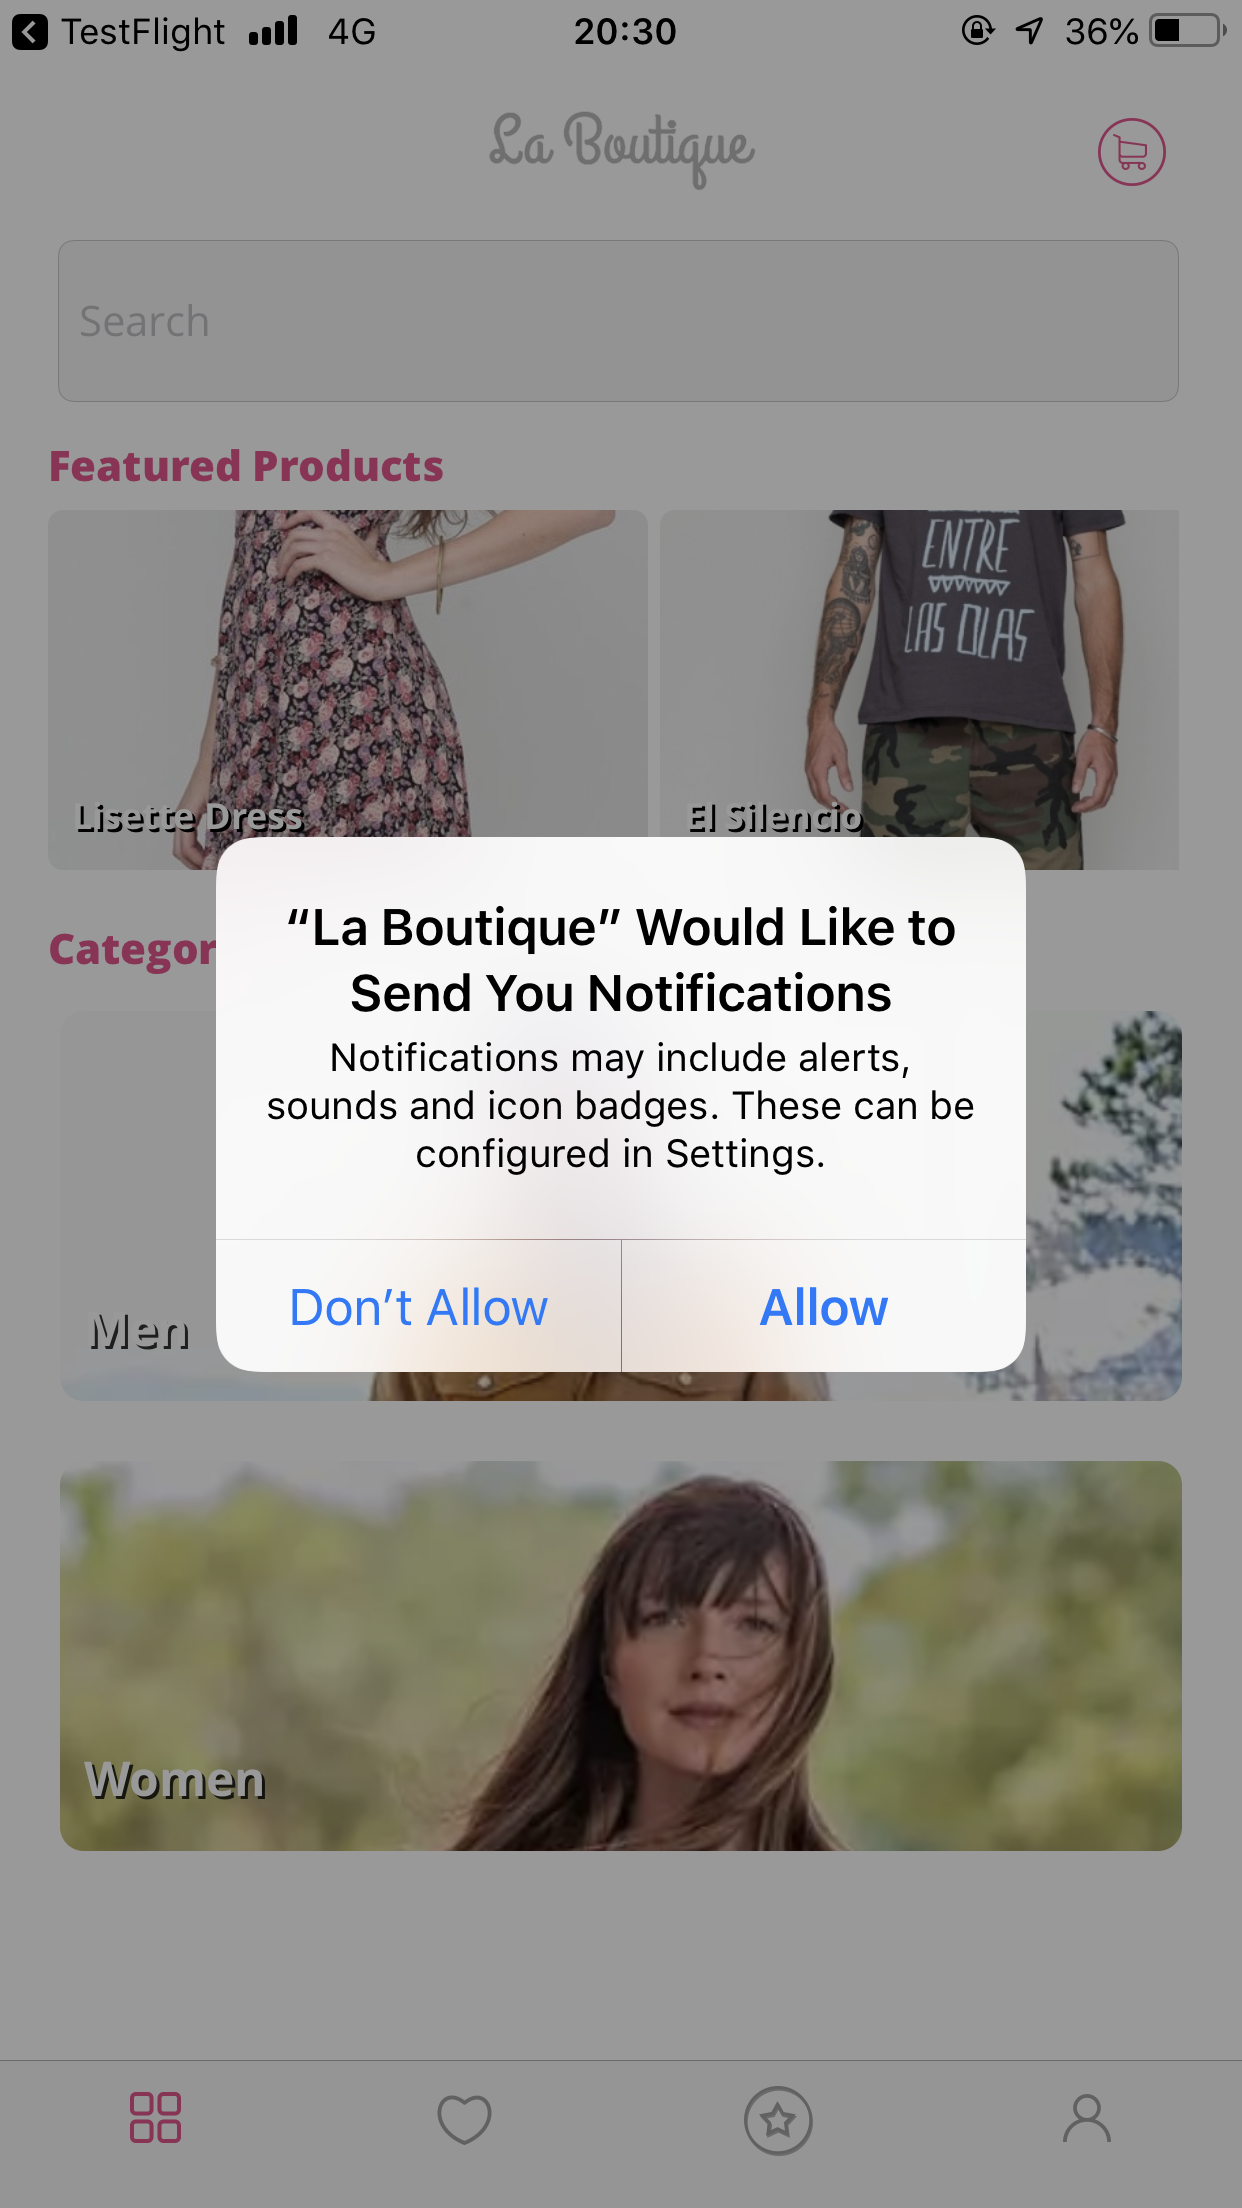 TestFlight 4G 20:30 36%
La Boutique
Search
Featured Products
ENTRE
LAS OLAS
Lisette Dress
El Silencio
Categor
“La Boutique” Would Like to
Send You Notifications
Notifications may include alerts,
sounds and icon badges. These can be
configured in Settings.
Don’t Allow
Allow
Men
Women